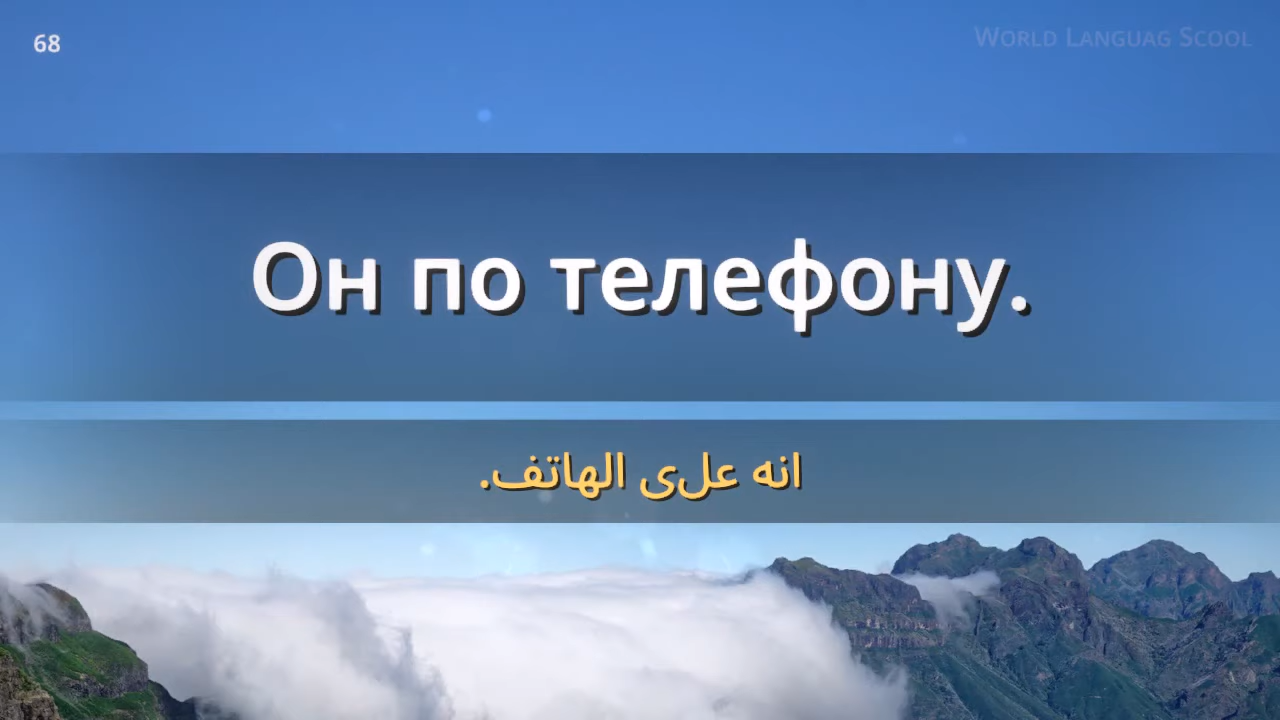 68
World Languag Scool
Он по телефону.
انه على الهاتف.